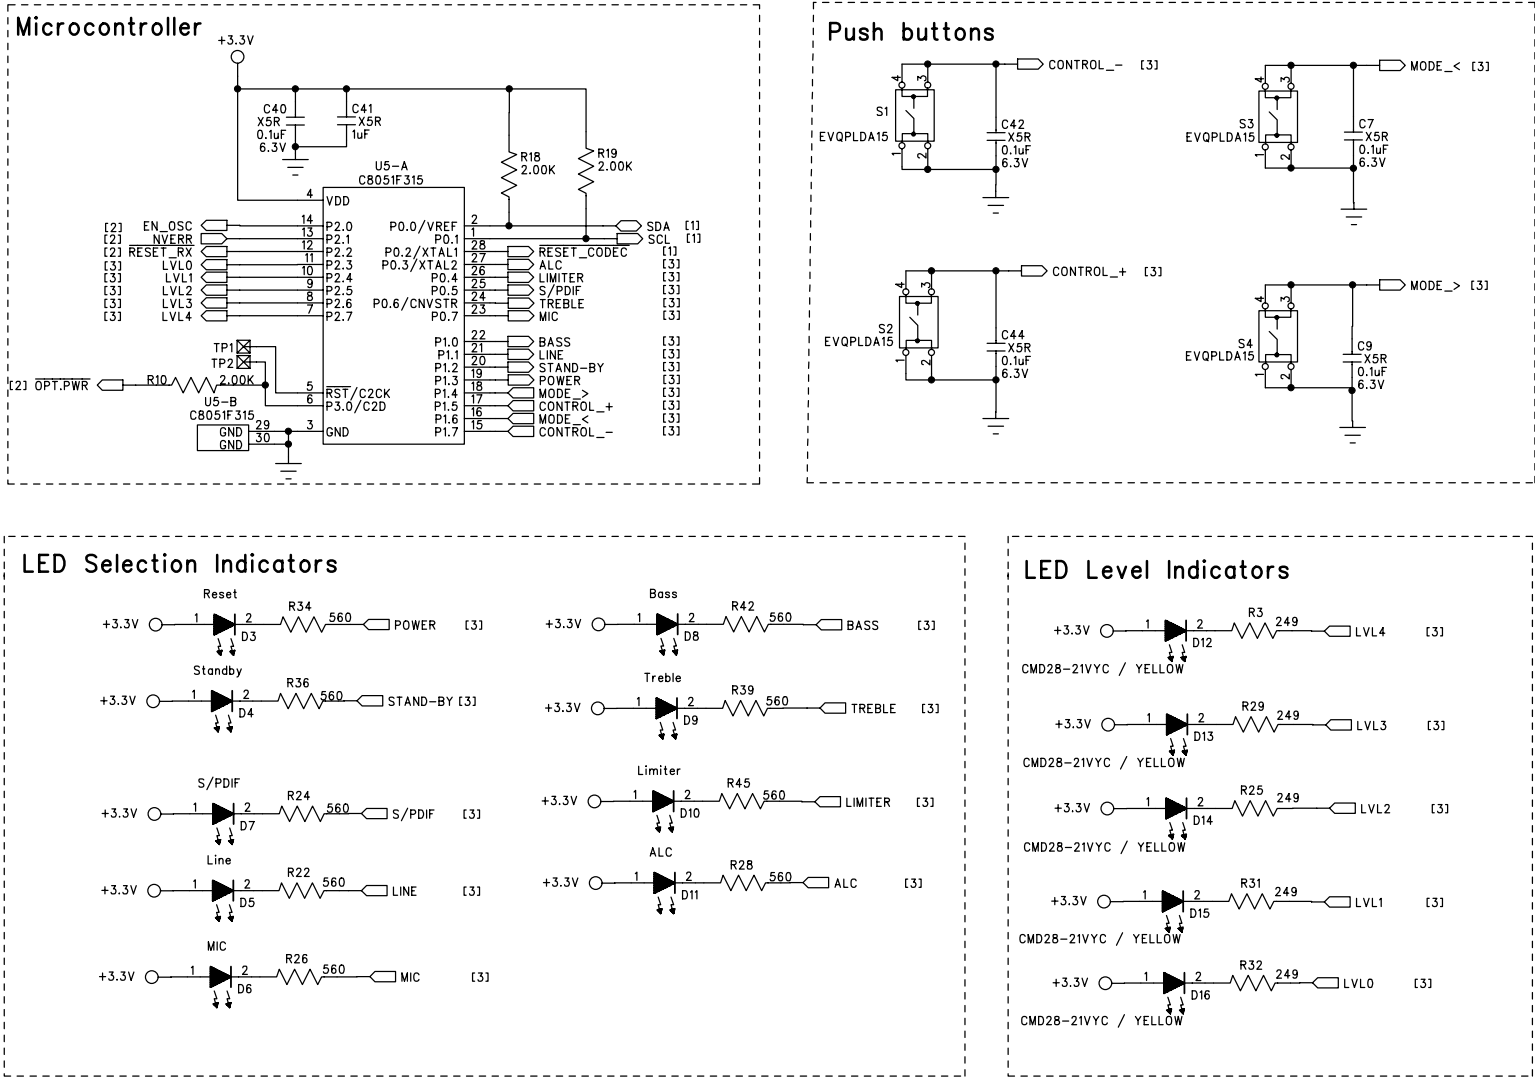 Microcontroller
+3.3V
C40
X5R
0.1uF
6.3V
C41
X5R
1uF
R18
2.00K
R19
2.00K
U5-A
C8051F315
4 VDD
[2] EN_OSC 14 P2.0
[2] NVERR 13 P2.1
[2] RESET_RX 12 P2.2
[3] LVL0 11 P2.3
[3] LVL1 10 P2.4
[3] LVL2 9 P2.5
[3] LVL3 8 P2.6
[3] LVL4 7 P2.7
P0.0/VREF 2 SDA [1]
P0.1 1 SCL [1]
P0.2/XTAL1 28 RESET_CODEC [1]
P0.3/XTAL2 27 ALC [3]
P0.4 26 LIMITER [3]
P0.5 25 S/PDIF [3]
P0.6/CNVSTR 24 TREBLE [3]
P0.7 23 MIC [3]
P1.0 22 BASS [3]
P1.1 21 LINE [3]
P1.2 20 STAND-BY [3]
P1.3 19 POWER [3]
P1.4 18 MODE_> [3]
P1.5 17 CONTROL_+ [3]
P1.6 16 MODE_< [3]
P1.7 15 CONTROL_- [3]
TP1
TP2
[2] OPT.PWR R10 2.00K
5 RST/C2CK
6 P3.0/C2D
U5-B
C8051F315
GND 29 3 GND
GND 30
Push buttons
CONTROL_- [3]
4 3
S1
EVQPLDA15
1 2
C42
X5R
0.1uF
6.3V
MODE_< [3]
4 3
S3
EVQPLDA15
1 2
C7
X5R
0.1uF
6.3V
CONTROL_+ [3]
4 3
S2
EVQPLDA15
1 2
C44
X5R
0.1uF
6.3V
MODE_> [3]
4 3
S4
EVQPLDA15
1 2
C9
X5R
0.1uF
6.3V
LED Selection Indicators
Reset
+3.3V 1 2 D3 R34 560 POWER [3]
Standby
+3.3V 1 2 D4 R36 560 STAND-BY [3]
S/PDIF
+3.3V 1 2 D7 R24 560 S/PDIF [3]
Line
+3.3V 1 2 D5 R22 560 LINE [3]
MIC
+3.3V 1 2 D6 R26 560 MIC [3]
Bass
+3.3V 1 2 D8 R42 560 BASS [3]
Treble
+3.3V 1 2 D9 R39 560 TREBLE [3]
Limiter
+3.3V 1 2 D10 R45 560 LIMITER [3]
ALC
+3.3V 1 2 D11 R28 560 ALC [3]
LED Level Indicators
+3.3V 1 2 D12 R3 249 LVL4 [3]
CMD28-21VYC / YELLOW
+3.3V 1 2 D13 R29 249 LVL3 [3]
CMD28-21VYC / YELLOW
+3.3V 1 2 D14 R25 249 LVL2 [3]
CMD28-21VYC / YELLOW
+3.3V 1 2 D15 R31 249 LVL1 [3]
CMD28-21VYC / YELLOW
+3.3V 1 2 D16 R32 249 LVL0 [3]
CMD28-21VYC / YELLOW